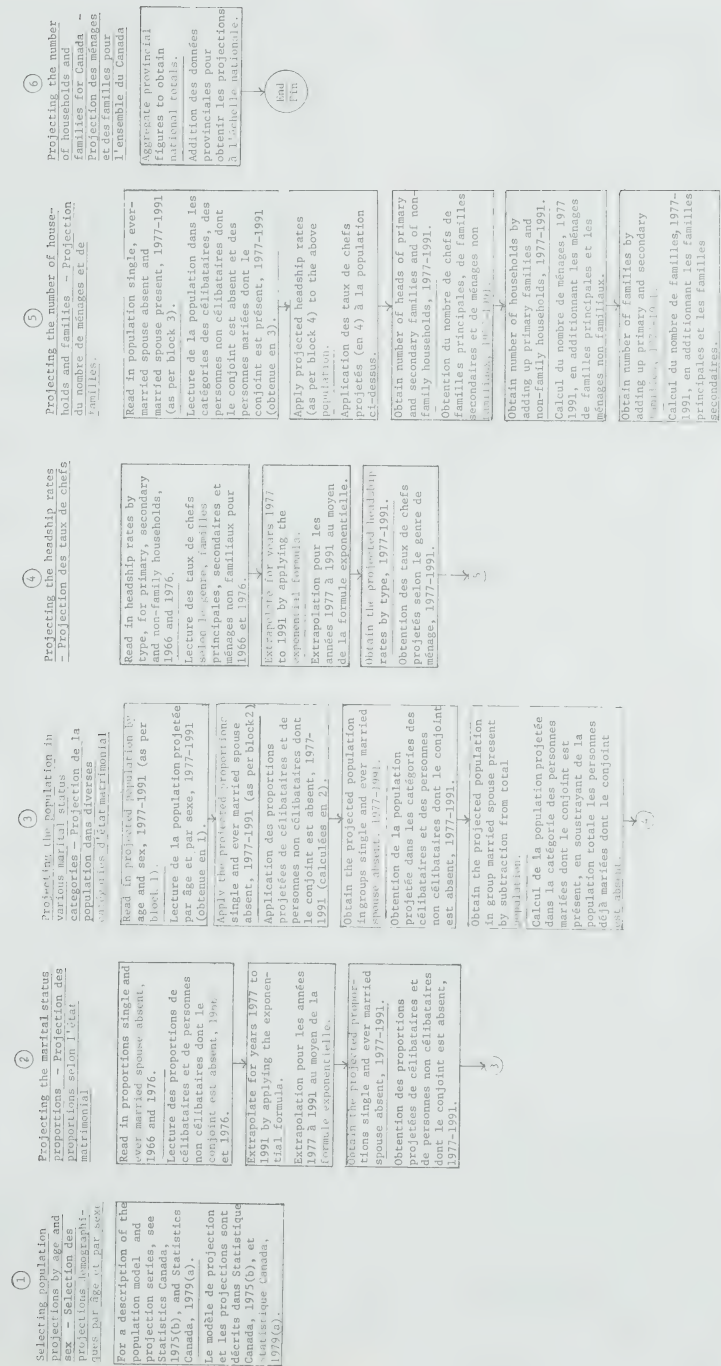 ①
Selecting population
projections by age and
sex – Selection des
projections démographi-
ques par âge et par sexe
For a description of the
population model and
projection series, see
Statistics Canada,
1975(b), and Statistics
Canada, 1979(a).
Le modèle de projection
et les projections sont
décrits dans Statistique
Canada, 1975(b), et
Statistique Canada,
1979(a).
②
Projecting the marital status
proportions – Projection des
proportions selon l'état
matrimonial
Read in proportions single and
ever married spouse absent,
1966 and 1976.
Lecture des proportions de
célibataires et de personnes
non célibataires dont le
conjoint est absent, 1966
et 1976.
Extrapolate for years 1977 to
1991 by applying the exponen-
tial formula.
Extrapolation pour les années
1977 à 1991 au moyen de la
formule exponentielle.
Obtain the projected propor-
tions single and ever married
spouse absent, 1977-1991.
Obtention des proportions
projetées de célibataires et
de personnes non célibataires
dont le conjoint est absent,
1977-1991.
3
③
Projecting the population in
various marital status
categories – Projection de la
population dans diverses
catégories d'état matrimonial
Read in projected population by
age and sex, 1977-1991 (as per
block 1).
Lecture de la population projetée
par âge et par sexe, 1977-1991
(obtenue en 1).
Apply the projected proportions
single and ever married spouse
absent, 1977-1991 (as per block 2)
Application des proportions
projetées de célibataires et de
personnes non célibataires dont
le conjoint est absent, 1977-
1991 (calculées en 2).
Obtain the projected population
in groups single and ever married
spouse absent, 1977-1991.
Obtention de la population
projetée dans les catégories des
célibataires et des personnes
non célibataires dont le conjoint
est absent, 1977-1991.
Obtain the projected population
in group married spouse present
by subtraction from total
population.
Calcul de la population projetée
dans la catégorie des personnes
mariées dont le conjoint est
présent, en soustrayant de la
population totale les personnes
déjà mariées dont le conjoint
est absent
④
Projecting the headship rates
– Projection des taux de chefs
Read in headship rates by
type, for primary, secondary
and non-family households,
1966 and 1976.
Lecture des taux de chefs
selon le genre, familles
principales, secondaires et
ménages non familiaux pour
1966 et 1976.
Extrapolate for years 1977
to 1991 by applying the
exponential formula.
Extrapolation pour les
années 1977 à 1991 au moyen
de la formule exponentielle.
Obtain the projected headship
rates by type, 1977-1991.
Obtention des taux de chefs
projetés selon le genre de
ménage, 1977-1991.
5
⑤
Projecting the number of house-
holds and families – Projection
du nombre de ménages et de
familles.
Read in population single, ever-
married spouse absent and
married spouse present, 1977-1991
(as per block 3).
Lecture de la population dans les
catégories des célibataires, des
personnes non célibataires dont
le conjoint est absent et des
personnes mariées dont le
conjoint est présent, 1977-1991
(obtenue en 3).
Apply projected headship rates
(as per block 4) to the above
population.
Application des taux de chefs
projetés (en 4) à la population
ci-dessus.
Obtain number of heads of primary
and secondary families and of non-
family households, 1977-1991.
Obtention du nombre de chefs de
familles principales, de familles
secondaires et de ménages non
familiaux, 1977-1991
Obtain number of households by
adding up primary families and
non-family households, 1977-1991.
Calcul du nombre de ménages, 1977
1991, en additionnant les ménages
de familles principales et les
ménages non familiaux.
Obtain number of families by
adding up primary and secondary
families, 1977-1991.
Calcul du nombre de familles, 1977-
1991, en additionnant les familles
principales et les familles
secondaires.
⑥
Projecting the number
of households and
families for Canada –
Projection des ménages
et des familles pour
l'ensemble du Canada
Aggregate provincial
figures to obtain
national totals.
Addition des données
provinciales pour
obtenir les projections
à l'échelle nationale.
End
Fin